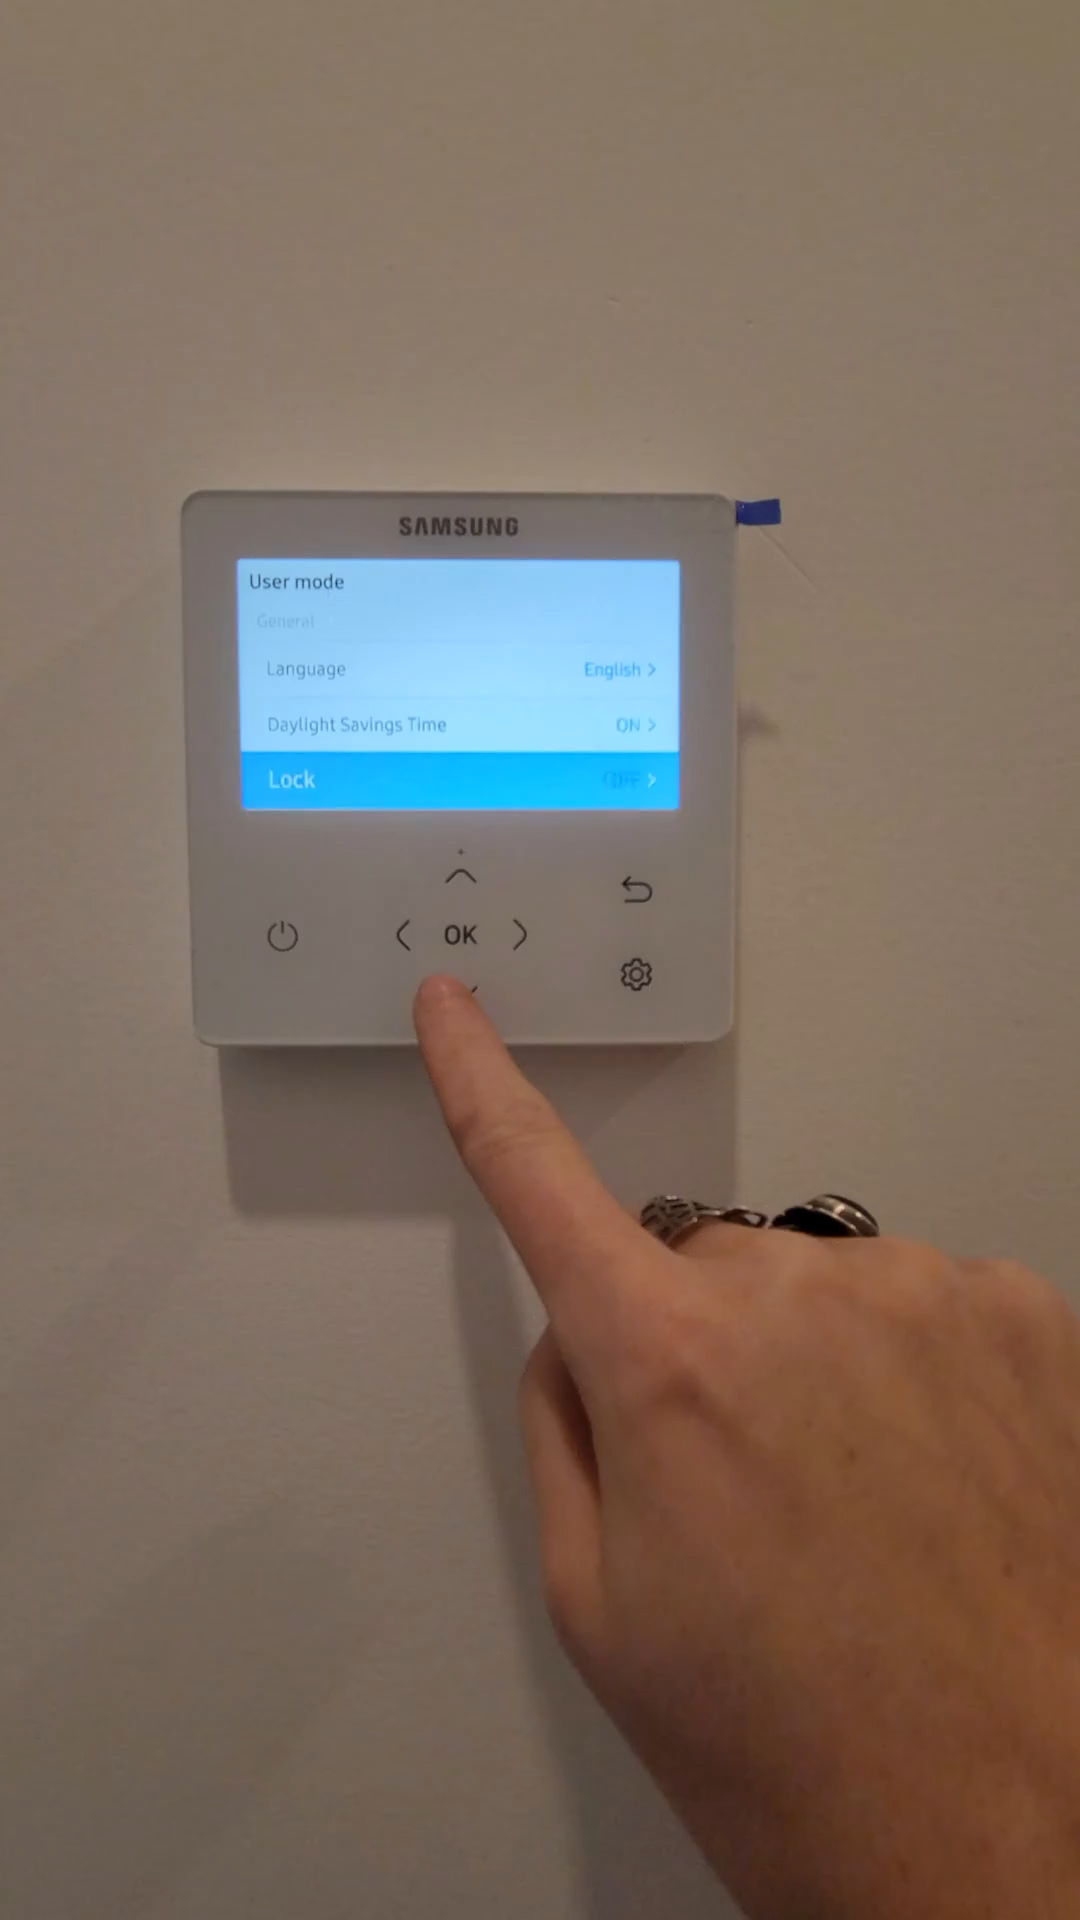 SAMSUNG
User mode
General
Language English >
Daylight Savings Time ON >
Lock >
OK